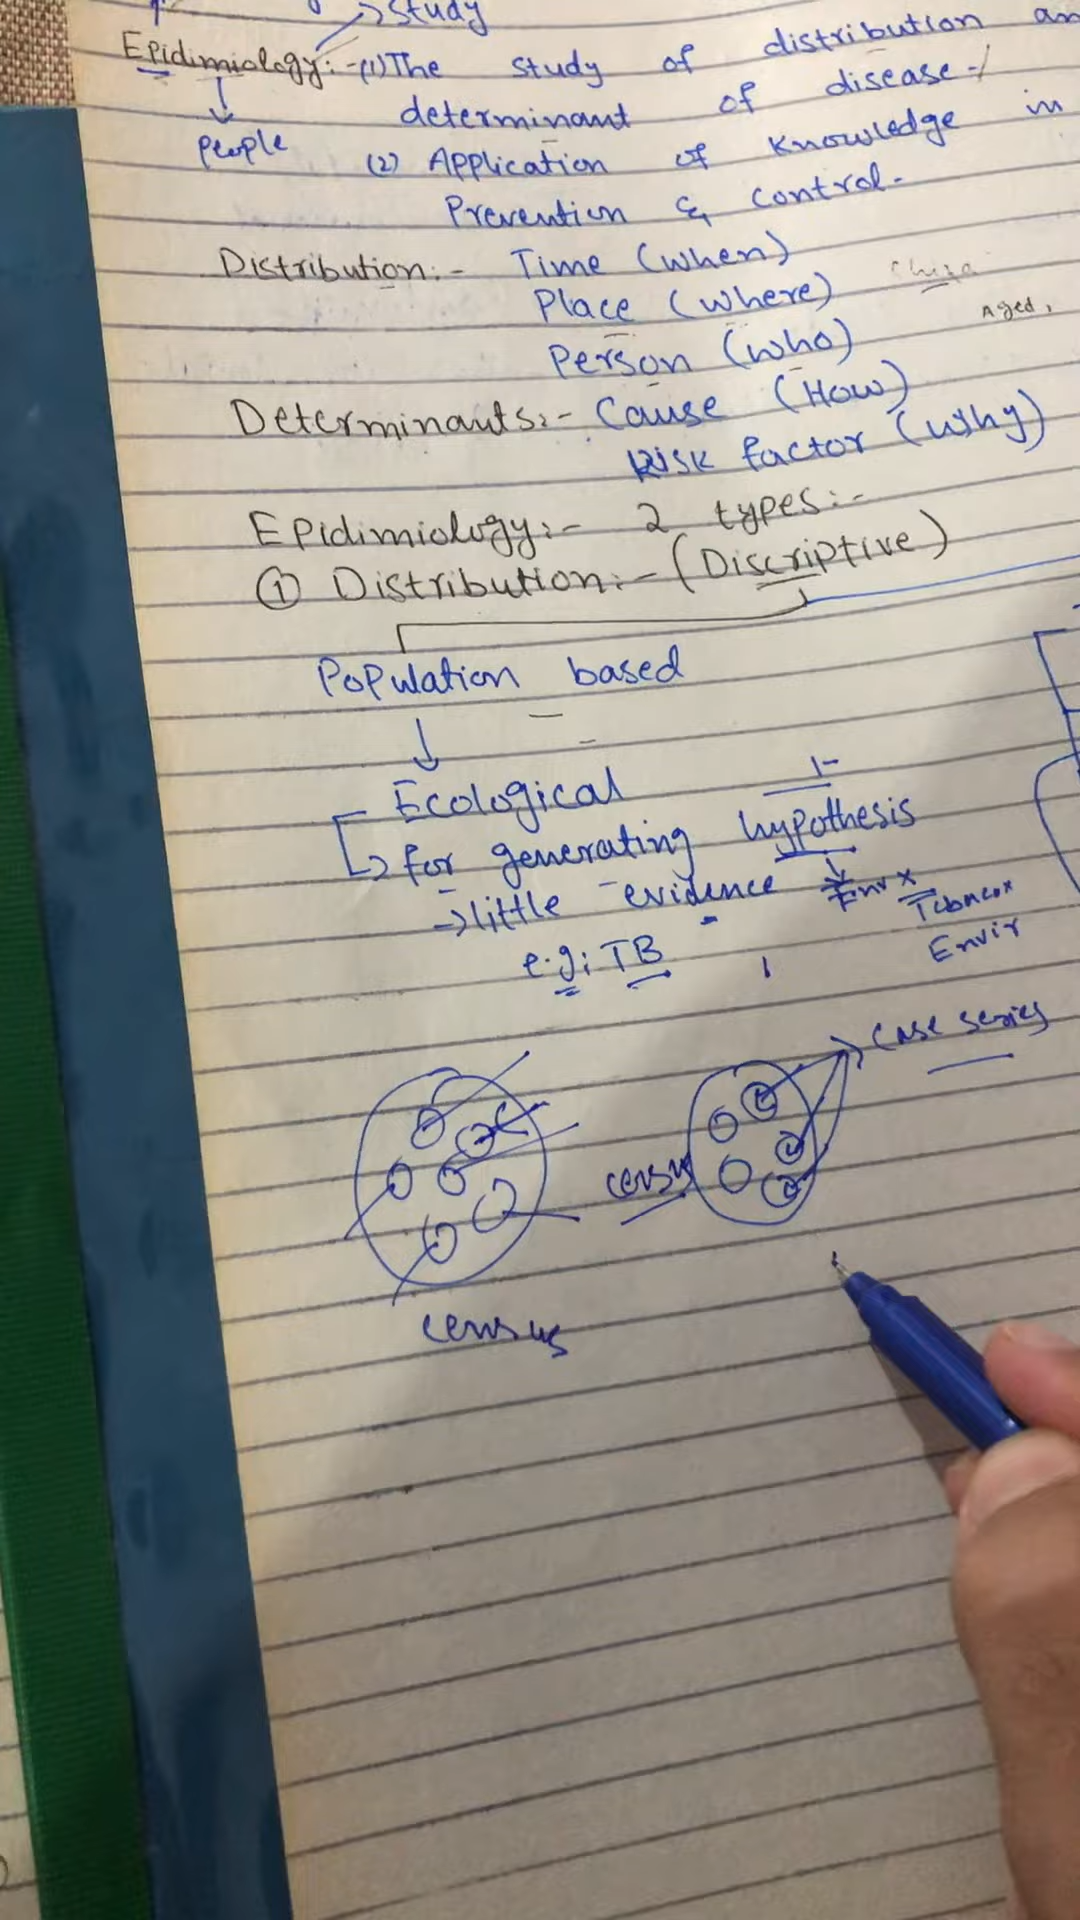 → Study
Epidimiology:- (1) The study of distribution an
determinant of disease-/
People
(2) Application of Knowledge in
Prevention & control-
Distribution:- Time (when)
Place (where) China
Aged,
Person (who)
Determinants:- Cause (How)
Risk factor (why)
Epidimiology:- 2 types:-
① Distribution:- (Discriptive)
Population based
↓
Ecological
↳ for generating hypothesis
→ little evidence Env x
Envir
e.g; TB
→ case series
census
census